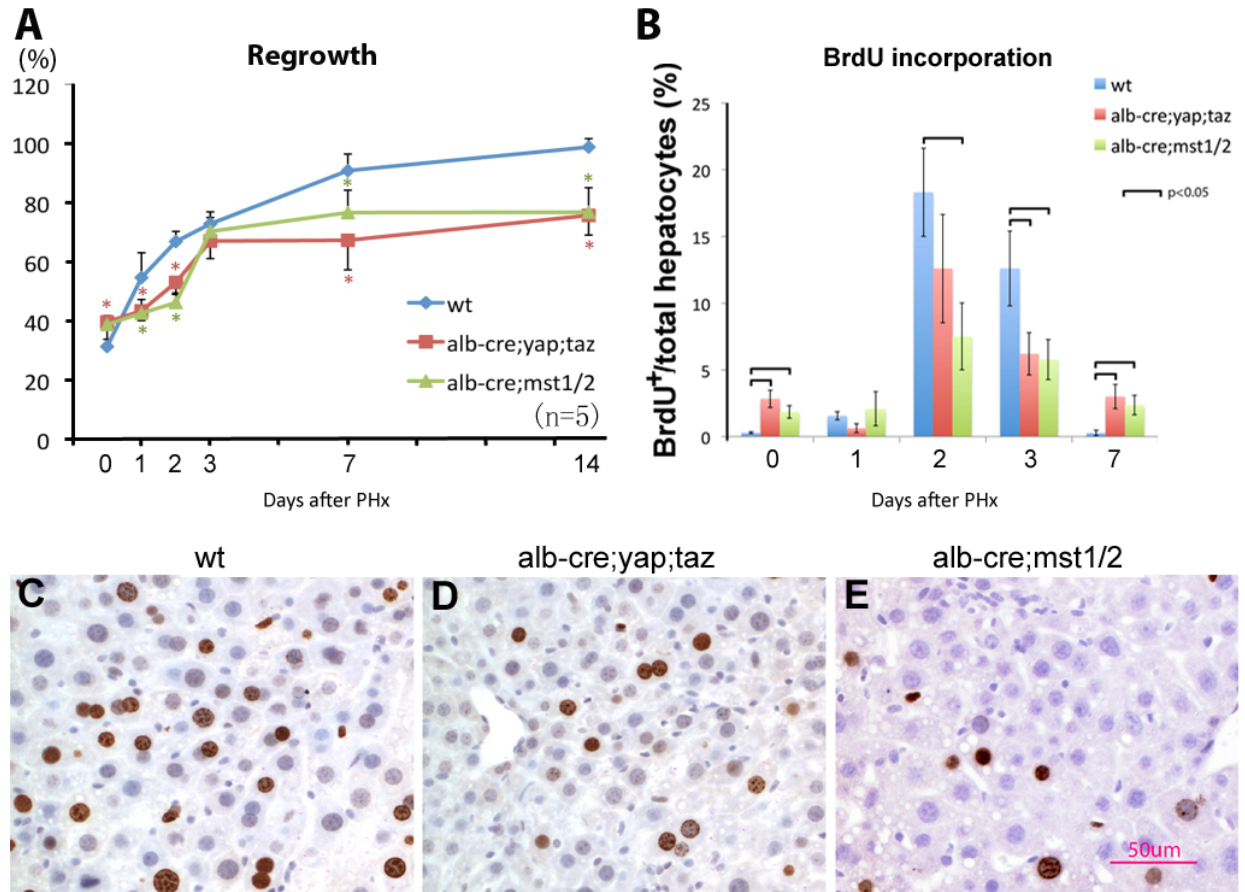 A
(%)
Regrowth
120
100
80
60
40
20
0
* * * * * * * * * *
wt
alb-cre;yap;taz
alb-cre;mst1/2
(n=5)
0 1 2 3 7 14
Days after PHx
B
BrdU incorporation
BrdU+/total hepatocytes (%)
25
20
15
10
5
0
wt
alb-cre;yap;taz
alb-cre;mst1/2
p<0.05
0 1 2 3 7
Days after PHx
wt
alb-cre;yap;taz
alb-cre;mst1/2
C
D
E
50um